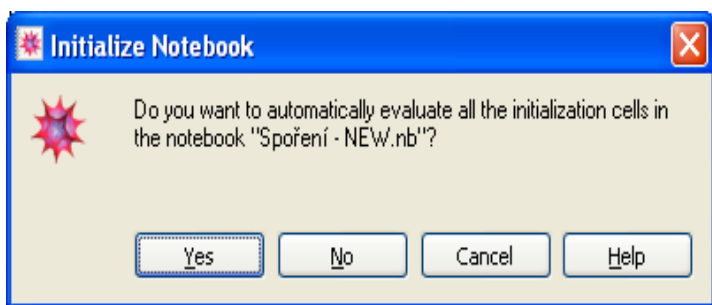 Initialize Notebook
Do you want to automatically evaluate all the initialization cells in
the notebook "Spoření - NEW.nb"?
Yes No Cancel Help